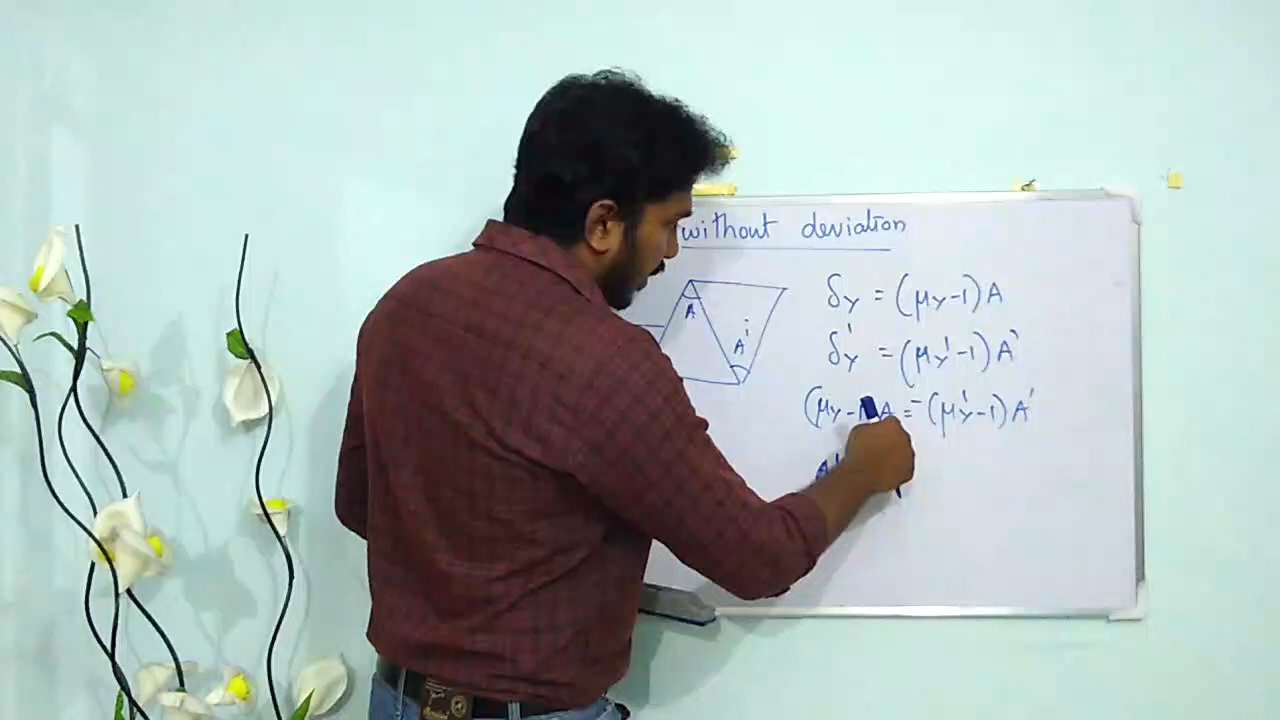 without deviation
A
A'
δy = (μy-1)A
δy' = (μy'-1)A'
(μy-1)A = -(μy'-1)A'
A'